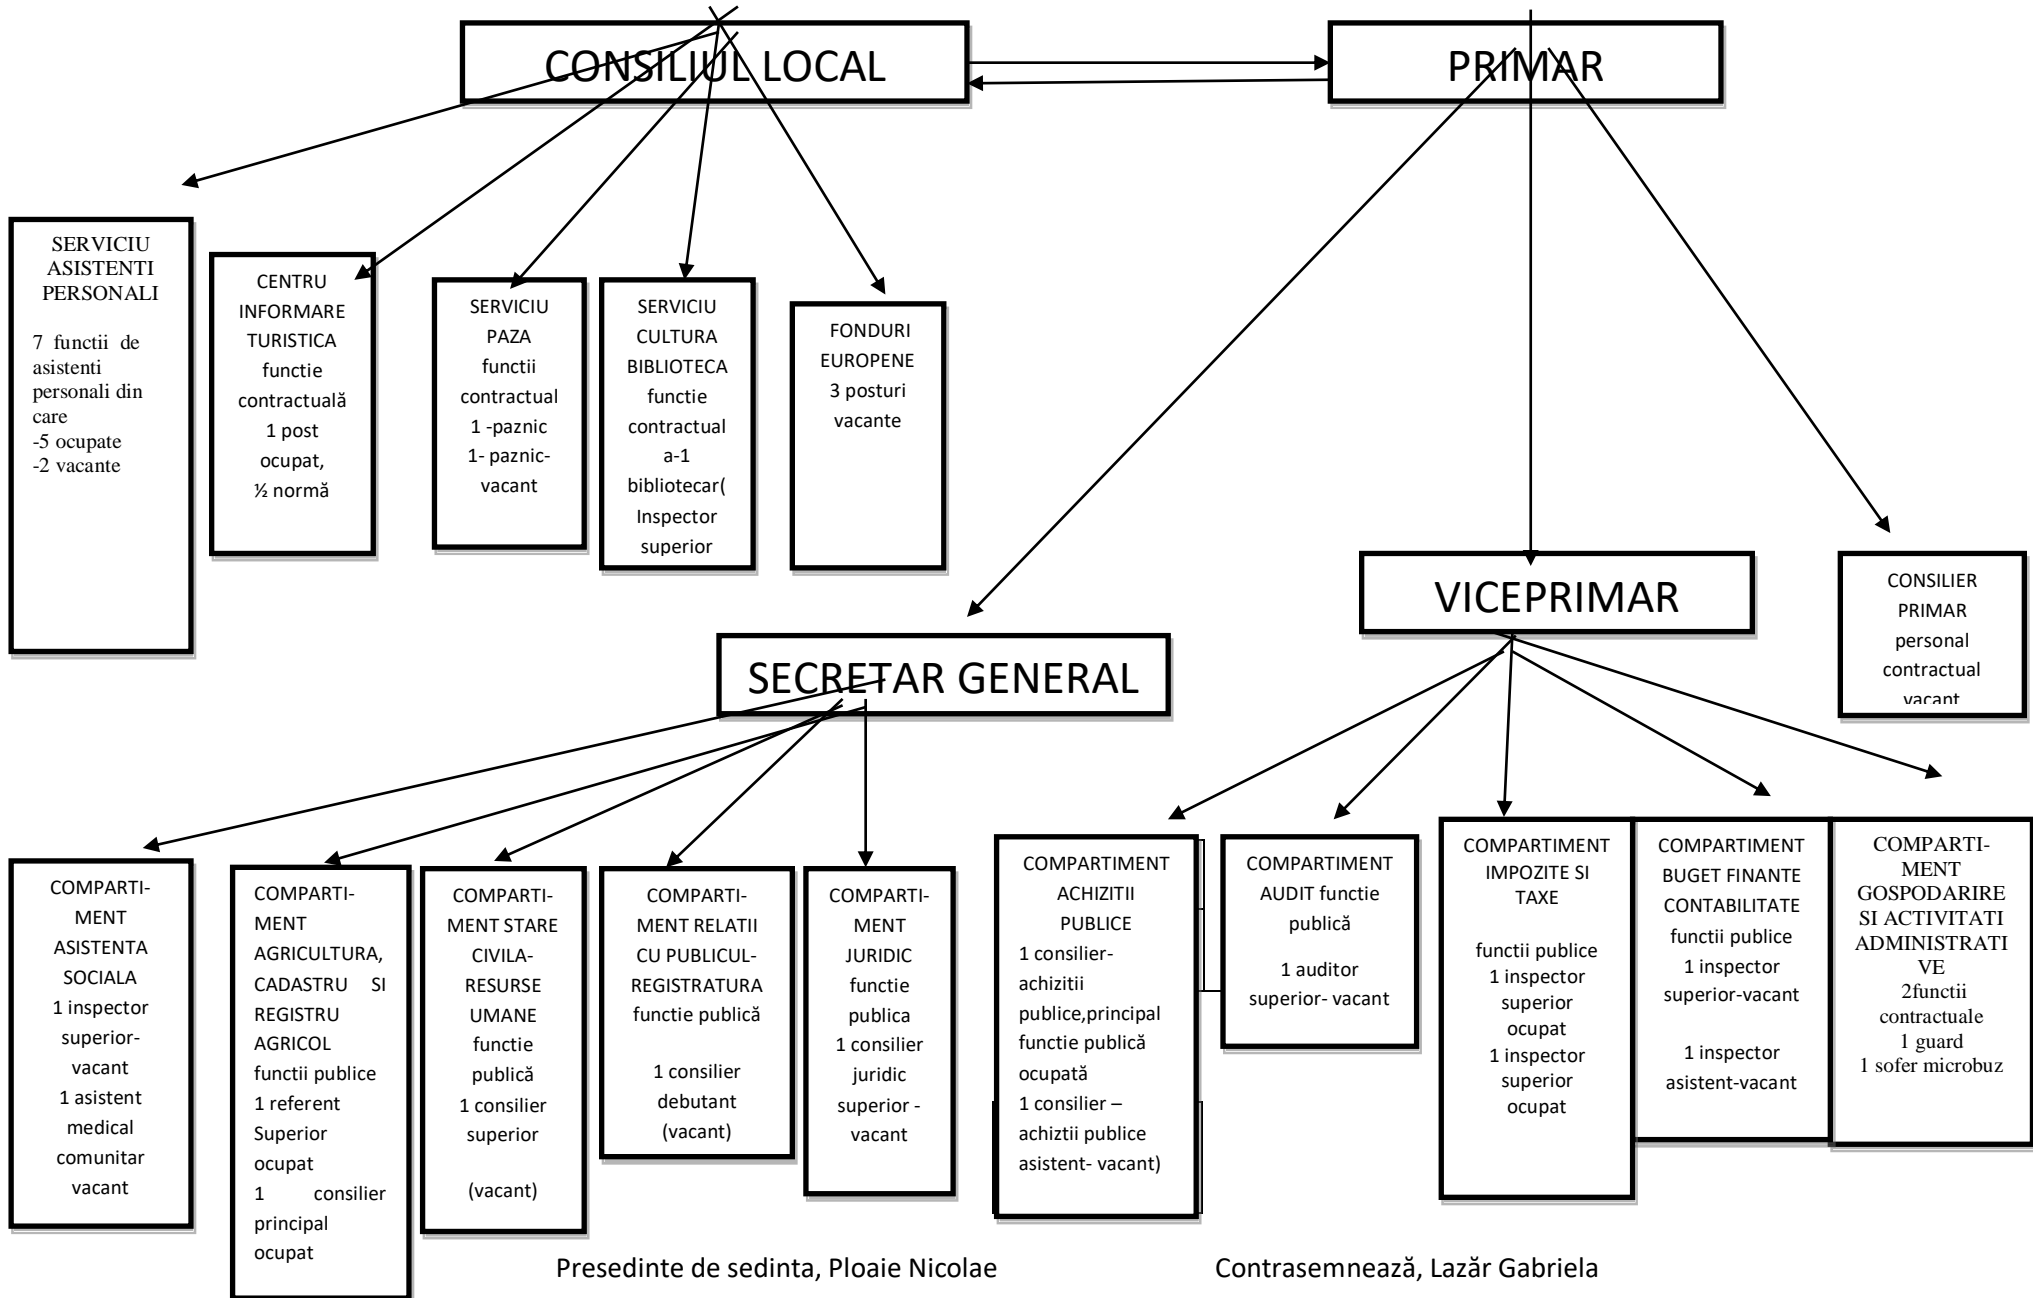 CONSILIUL LOCAL
PRIMAR
SERVICIU
ASISTENTI
PERSONALI
7 functii de
asistenti
personali din
care
-5 ocupate
-2 vacante
CENTRU
INFORMARE
TURISTICA
functie
contractuală
1 post
ocupat,
½ normă
SERVICIU
PAZA
functii
contractual
1 -paznic
1- paznic-
vacant
SERVICIU
CULTURA
BIBLIOTECA
functie
contractual
a-1
bibliotecar(
Inspector
superior
FONDURI
EUROPENE
3 posturi
vacante
VICEPRIMAR
CONSILIER
PRIMAR
personal
contractual
vacant
SECRETAR GENERAL
COMPARTI-
MENT
ASISTENTA
SOCIALA
1 inspector
superior-
vacant
1 asistent
medical
comunitar
vacant
COMPARTI-
MENT
AGRICULTURA,
CADASTRU SI
REGISTRU
AGRICOL
functii publice
1 referent
Superior
ocupat
1 consilier
principal
ocupat
COMPARTI-
MENT STARE
CIVILA-
RESURSE
UMANE
functie
publică
1 consilier
superior
(vacant)
COMPARTI-
MENT RELATII
CU PUBLICUL-
REGISTRATURA
functie publică
1 consilier
debutant
(vacant)
COMPARTI-
MENT
JURIDIC
functie
publica
1 consilier
juridic
superior -
vacant
COMPARTIMENT
ACHIZITII
PUBLICE
1 consilier-
achizitii
publice,principal
functie publică
ocupată
1 consilier –
achiztii publice
asistent- vacant)
COMPARTIMENT
AUDIT functie
publică
1 auditor
superior- vacant
COMPARTIMENT
IMPOZITE SI
TAXE
functii publice
1 inspector
superior
ocupat
1 inspector
superior
ocupat
COMPARTIMENT
BUGET FINANTE
CONTABILITATE
functii publice
1 inspector
superior-vacant
1 inspector
asistent-vacant
COMPARTI-
MENT
GOSPODARIRE
SI ACTIVITATI
ADMINISTRATI
VE
2functii
contractuale
1 guard
1 sofer microbuz
Presedinte de sedinta, Ploaie Nicolae
Contrasemnează, Lazăr Gabriela